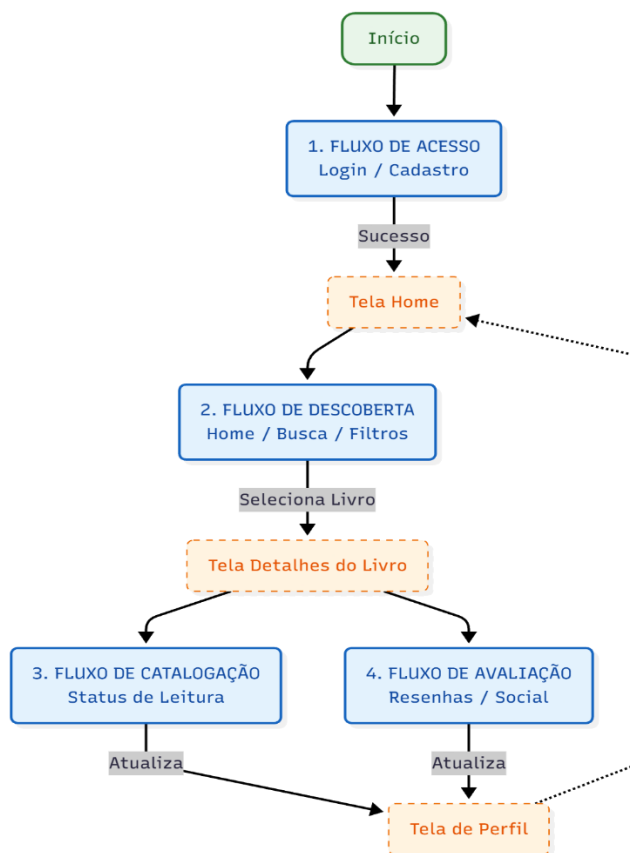 Início
1. FLUXO DE ACESSO
Login / Cadastro
Sucesso
Tela Home
2. FLUXO DE DESCOBERTA
Home / Busca / Filtros
Seleciona Livro
Tela Detalhes do Livro
3. FLUXO DE CATALOGAÇÃO
Status de Leitura
4. FLUXO DE AVALIAÇÃO
Resenhas / Social
Atualiza
Atualiza
Tela de Perfil